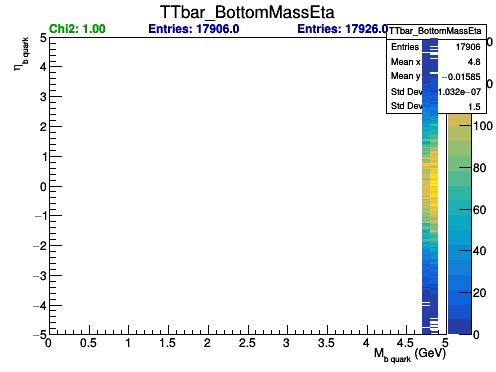 TTbar_BottomMassEta
Chi2: 1.00 Entries: 17906.0 Entries: 17926.0
TTbar_BottomMassEta
Entries 17906
Mean x 4.8
Mean y −0.01585
Std Dev 1.032e−07
Std Dev 1.5
η b quark
5
4
3
2
1
0
−1
−2
−3
−4
−5
0 0.5 1 1.5 2 2.5 3 3.5 4 4.5 5
M b quark (GeV)
100
80
60
40
20
0